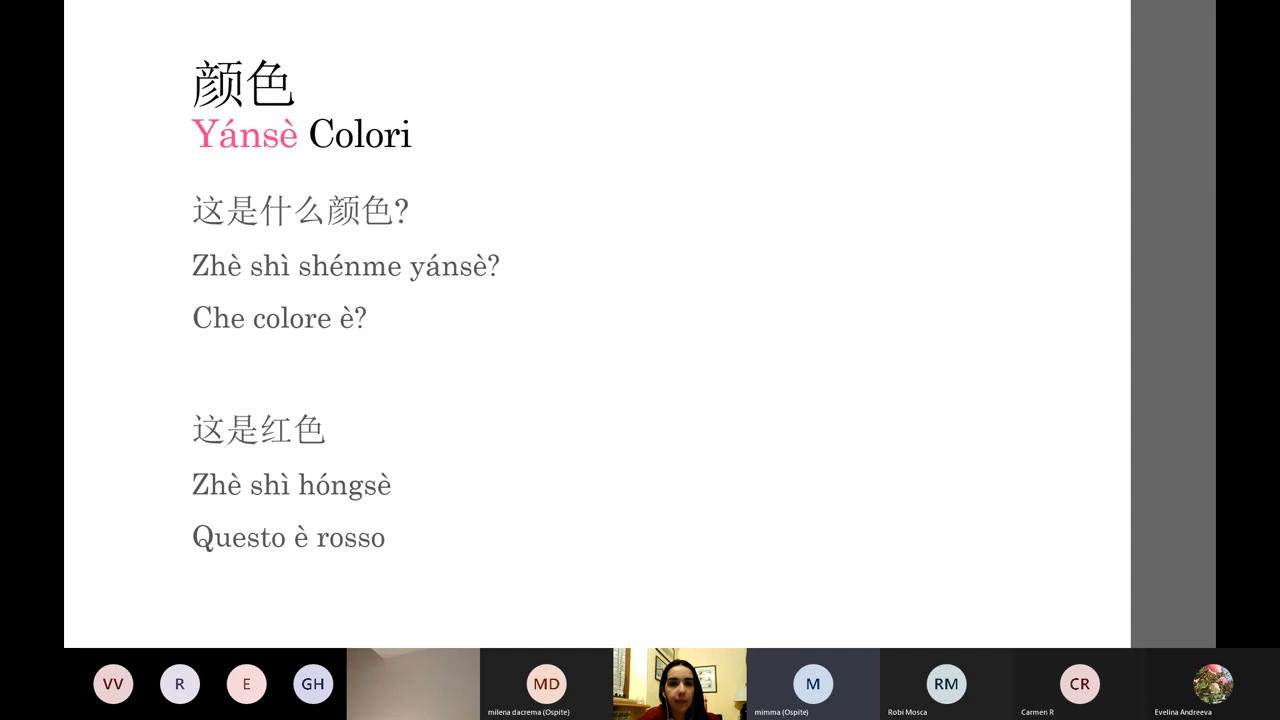 颜色
Yánsè Colori
这是什么颜色?
Zhè shì shénme yánsè?
Che colore è?
这是红色
Zhè shì hóngsè
Questo è rosso
VV
R
E
GH
MD
milena dacrema (Ospite)
M
mimma (Ospite)
RM
Robi Mosca
CR
Carmen R
Evelina Andreeva